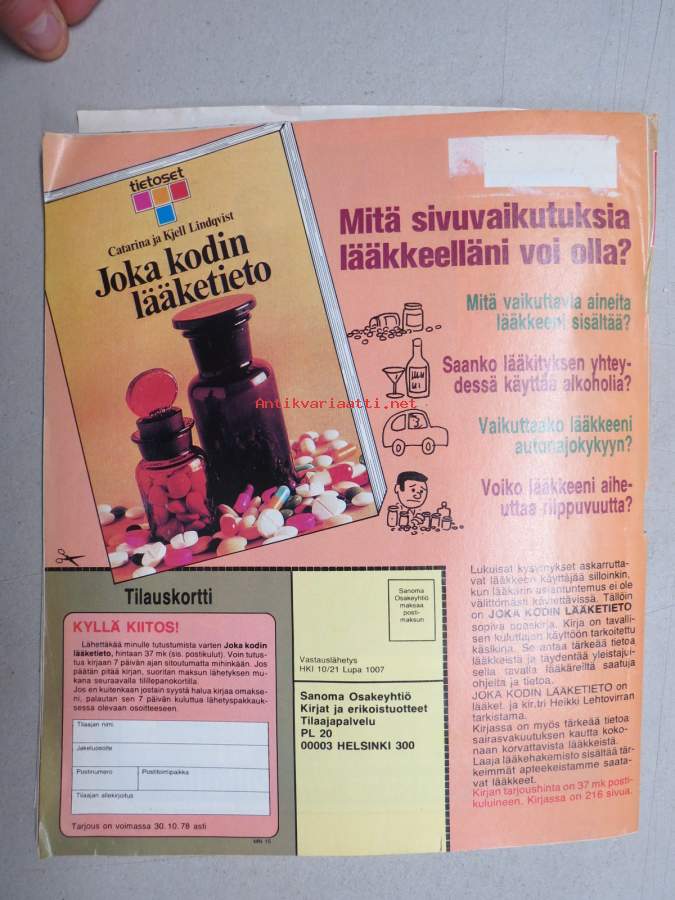 tietoset
Catarina ja Kjell Lindqvist
Joka kodin
lääketieto
Mitä sivuvaikutuksia
lääkkeelläni voi olla?
Mitä vaikuttavia aineita
lääkkeeni sisältää?
Saanko lääkityksen yhtey-
dessä käyttää alkoholia?
Vaikuttaako lääkkeeni
autonajokykyyn?
Voiko lääkkeeni aihe-
uttaa riippuvuutta?
Antikvariaatti.net
Lukuisat kysymykset askarrutta-
vat lääkkeen käyttäjää silloinkin,
kun lääkärin asiantuntemus ei ole
välittömästi käytettävissä. Tällöin
on JOKA KODIN LÄÄKETIETO
sopiva opaskirja. Kirja on tavalli-
sen kuluttajan käyttöön tarkoitettu
käsikirja. Se antaa tärkeää tietoa
lääkkeistä ja täydentää yleistajui-
sella tavalla lääkäreiltä saatuja
ohjeita ja tietoa.
JOKA KODIN LÄÄKETIETO on
lääket. ja kir.tri Heikki Lehtovirran
tarkistama.
Kirjassa on myös tärkeää tietoa
sairasvakuutuksen kautta koko-
naan korvattavista lääkkeistä.
Laaja lääkehakemisto sisältää tär-
keimmät apteekeistamme saata-
vat lääkkeet.
Kirjan tarjoushinta on 37 mk posti-
kuluineen. Kirjassa on 216 sivua.
Tilauskortti
KYLLÄ KIITOS!
Lähettäkää minulle tutustumista varten Joka kodin
lääketieto, hintaan 37 mk (sis. postikulut). Voin tutus-
tua kirjaan 7 päivän ajan sitoutumatta mihinkään. Jos
päätän pitää kirjan, suoritan maksun lähetyksen mu-
kana seuraavalla tilillepanokortilla.
Jos en kuitenkaan jostain syystä halua kirjaa omakse-
ni, palautan sen 7 päivän kuluttua lähetyspakkauk-
sessa olevaan osoitteeseen.
Tilaajan nimi
Jakeluosoite
Postinumero Postitoimipaikka
Tilaajan allekirjoitus
Tarjous on voimassa 30.10.78 asti
MN 15
Sanoma
Osakeyhtiö
maksaa
posti-
maksun
Vastauslähetys
HKI 10/21 Lupa 1007
Sanoma Osakeyhtiö
Kirjat ja erikoistuotteet
Tilaajapalvelu
PL 20
00003 HELSINKI 300